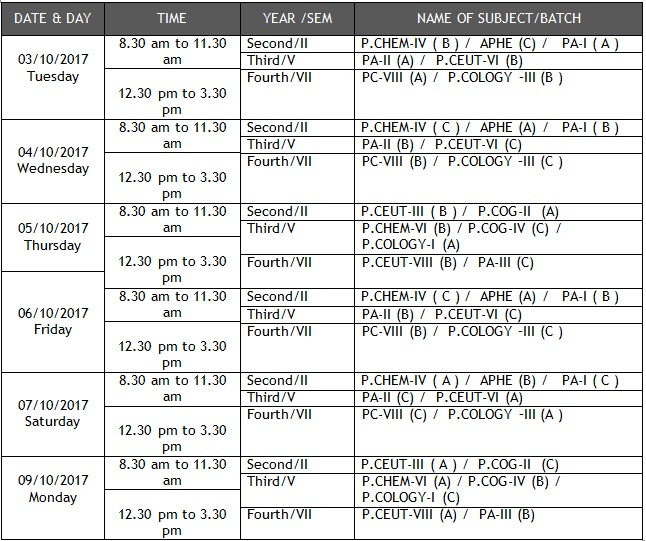 DATE & DAY TIME YEAR /SEM NAME OF SUBJECT/BATCH
03/10/2017
Tuesday
8.30 am to 11.30
am
12.30 pm to 3.30
pm
Second/II P.CHEM-IV ( B ) / APHE (C) / PA-I ( A )
Third/V PA-II (A) / P.CEUT-VI (B)
Fourth/VII PC-VIII (A) / P.COLOGY -III (B )
04/10/2017
Wednesday
8.30 am to 11.30
am
12.30 pm to 3.30
pm
Second/II P.CHEM-IV ( C ) / APHE (A) / PA-I ( B )
Third/V PA-II (B) / P.CEUT-VI (C)
Fourth/VII PC-VIII (B) / P.COLOGY -III (C )
05/10/2017
Thursday
8.30 am to 11.30
am
12.30 pm to 3.30
pm
Second/II P.CEUT-III ( B ) / P.COG-II (A)
Third/V P.CHEM-VI (B) / P.COG-IV (C) /
P.COLOGY-I (A)
Fourth/VII P.CEUT-VIII (B) / PA-III (C)
06/10/2017
Friday
8.30 am to 11.30
am
12.30 pm to 3.30
pm
Second/II P.CHEM-IV ( C ) / APHE (A) / PA-I ( B )
Third/V PA-II (B) / P.CEUT-VI (C)
Fourth/VII PC-VIII (B) / P.COLOGY -III (C )
07/10/2017
Saturday
8.30 am to 11.30
am
12.30 pm to 3.30
pm
Second/II P.CHEM-IV ( A ) / APHE (B) / PA-I ( C )
Third/V PA-II (C) / P.CEUT-VI (A)
Fourth/VII PC-VIII (C) / P.COLOGY -III (A )
09/10/2017
Monday
8.30 am to 11.30
am
12.30 pm to 3.30
pm
Second/II P.CEUT-III ( A ) / P.COG-II (C)
Third/V P.CHEM-VI (A) / P.COG-IV (B) /
P.COLOGY-I (C)
Fourth/VII P.CEUT-VIII (A) / PA-III (B)